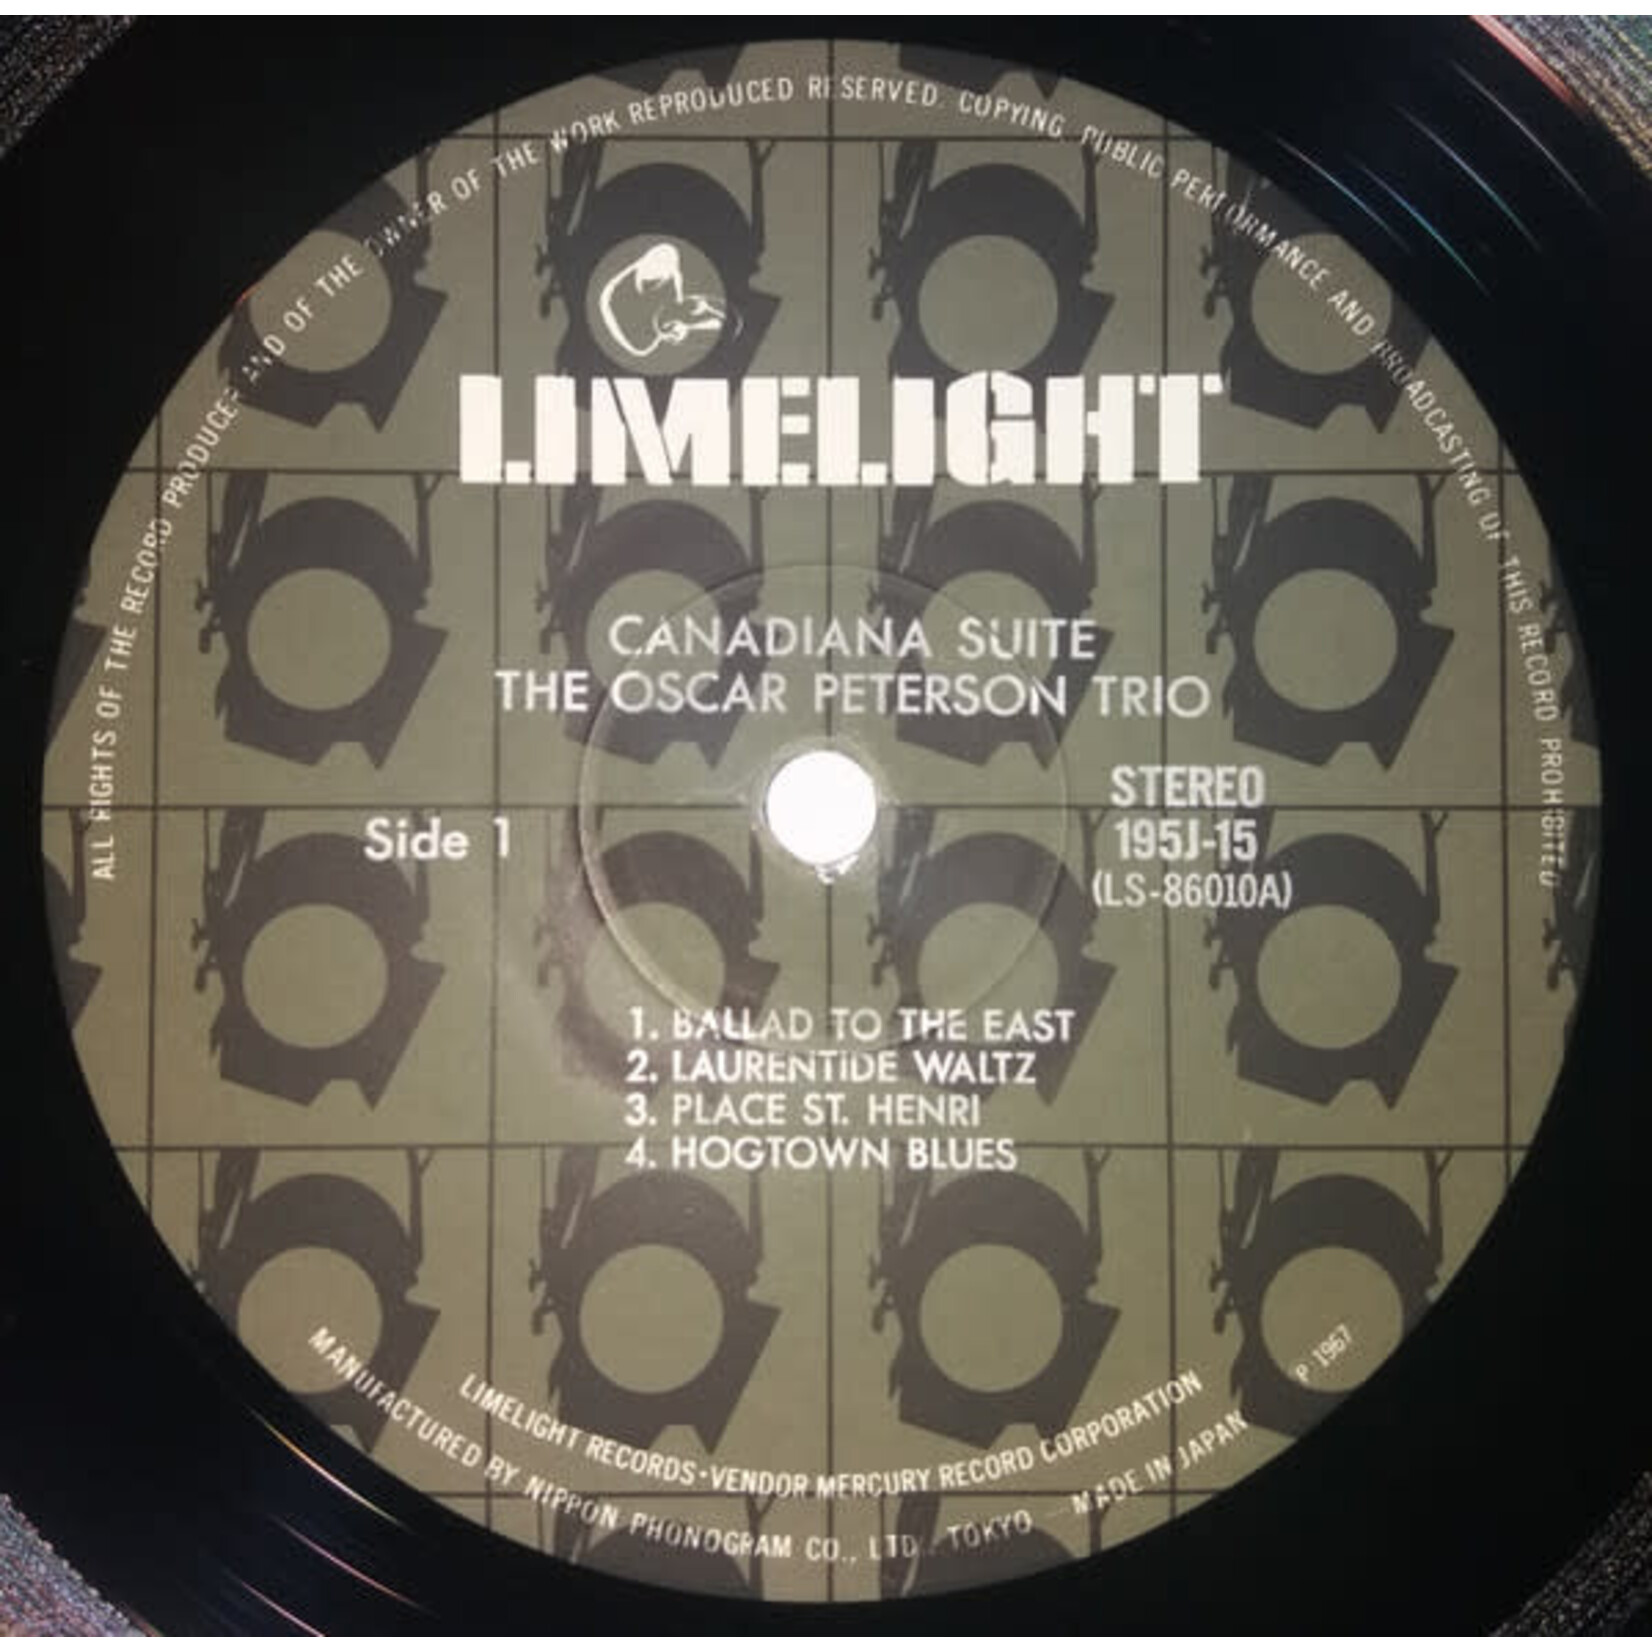 ALL RIGHTS OF THE RECORD PRODUCER AND OF THE OWNER OF THE WORK REPRODUCED RESERVED. COPYING, PUBLIC PERFORMANCE AND BROADCASTING OF THIS RECORD PROHIBITED
LIMELIGHT
CANADIANA SUITE
THE OSCAR PETERSON TRIO
STEREO
Side 1
195J-15
(LS-86010A)
1. BALLAD TO THE EAST
2. LAURENTIDE WALTZ
3. PLACE ST. HENRI
4. HOGTOWN BLUES
P 1967
LIMELIGHT RECORDS·VENDOR MERCURY RECORD CORPORATION
MANUFACTURED BY NIPPON PHONOGRAM CO., LTD., TOKYO — MADE IN JAPAN